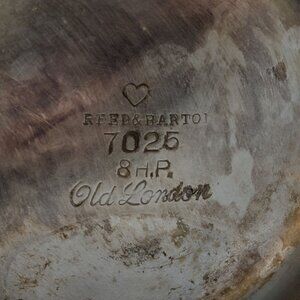 REED & BARTON
7025
8 H.P.
Old London